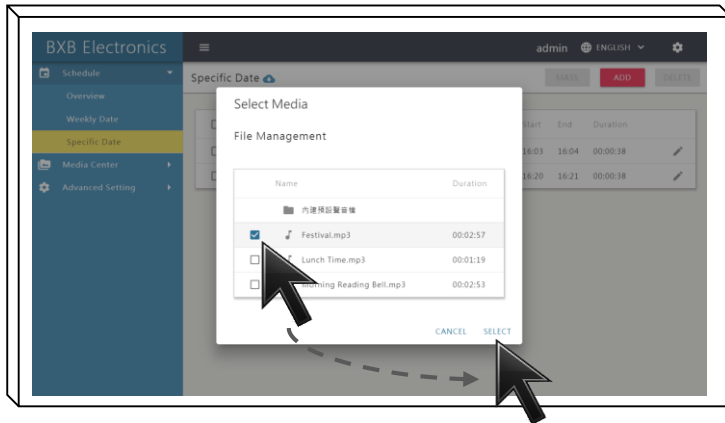 BXB Electronics
admin ENGLISH
Schedule
Specific Date
MASS ADD DELETE
Overview
Weekly Date
Specific Date
Media Center
Advanced Setting
Select Media
File Management
Start End Duration
16:03 16:04 00:00:38
16:20 16:21 00:00:38
Name Duration
內建預設聲音檔
Festival.mp3 00:02:57
Lunch Time.mp3 00:01:19
Morning Reading Bell.mp3 00:02:53
CANCEL SELECT